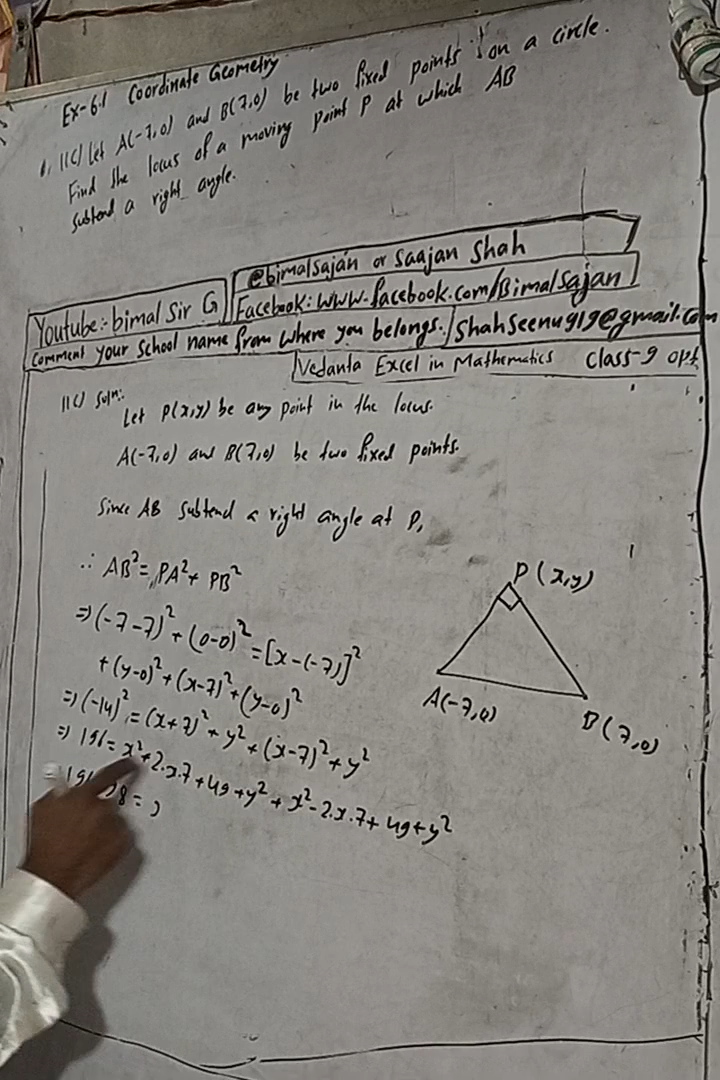 Ex-6.1 Coordinate Geometry
11(c) Let A(-7,0) and B(7,0) be two fixed points on a circle.
Find the locus of a moving point P at which AB
subtend a right angle.
Youtube:- bimal Sir G
@bimalsajan or Saajan Shah
Facebook: www.facebook.com/Bimalsajan
Comment your School name from where you belongs. / Shahseenu919@gmail.com
Vedanta Excel in Mathematics Class-9 opt
11(c) Solⁿ:
Let P(x,y) be any point in the locus.
A(-7,0) and B(7,0) be two fixed points.
Since AB subtend a right angle at P,
∴ AB² = PA² + PB²
⇒ (-7-7)² + (0-0)² = [x-(-7)]²
+ (y-0)² + (x-7)² + (y-0)²
⇒ (-14)² = (x+7)² + y² + (x-7)² + y²
⇒ 196 = x² + 2.x.7 + 49 + y² + x² - 2.x.7 + 49 + y²
8 =
P (x,y)
A(-7,0)
B(7,0)